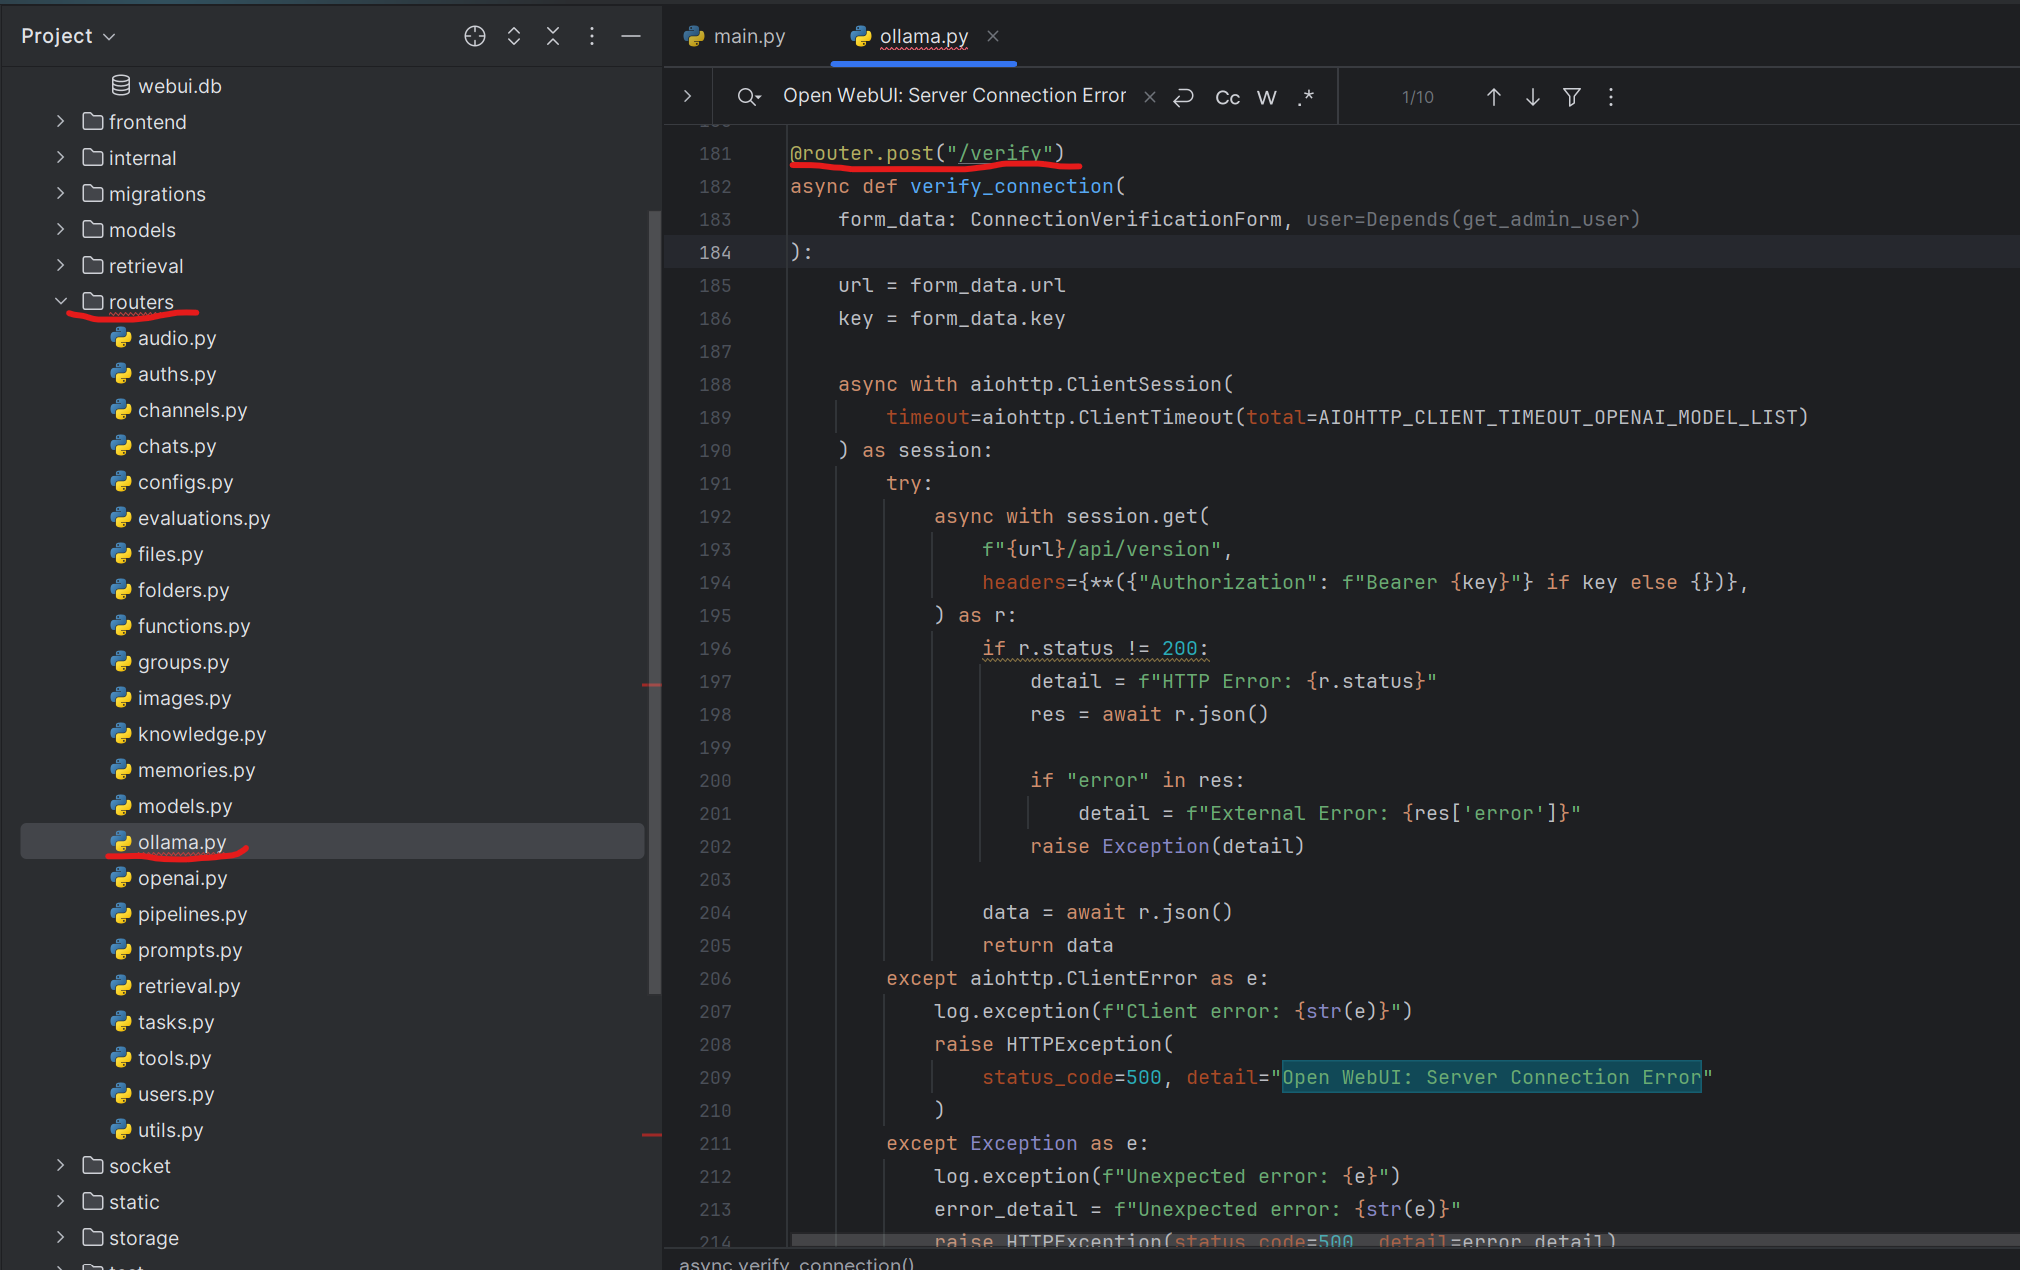 Project
webui.db
frontend
internal
migrations
models
retrieval
routers
audio.py
auths.py
channels.py
chats.py
configs.py
evaluations.py
files.py
folders.py
functions.py
groups.py
images.py
knowledge.py
memories.py
models.py
ollama.py
openai.py
pipelines.py
prompts.py
retrieval.py
tasks.py
tools.py
users.py
utils.py
socket
static
storage
main.py
ollama.py
Open WebUI: Server Connection Error
Cc W .*
1/10
181 @router.post("/verify")
182 async def verify_connection(
183     form_data: ConnectionVerificationForm, user=Depends(get_admin_user)
184 ):
185     url = form_data.url
186     key = form_data.key
187
188     async with aiohttp.ClientSession(
189         timeout=aiohttp.ClientTimeout(total=AIOHTTP_CLIENT_TIMEOUT_OPENAI_MODEL_LIST)
190     ) as session:
191         try:
192             async with session.get(
193                 f"{url}/api/version",
194                 headers={**({"Authorization": f"Bearer {key}"} if key else {})},
195             ) as r:
196                 if r.status != 200:
197                     detail = f"HTTP Error: {r.status}"
198                     res = await r.json()
199
200                     if "error" in res:
201                         detail = f"External Error: {res['error']}"
202                     raise Exception(detail)
203
204                 data = await r.json()
205                 return data
206         except aiohttp.ClientError as e:
207             log.exception(f"Client error: {str(e)}")
208             raise HTTPException(
209                 status_code=500, detail="Open WebUI: Server Connection Error"
210             )
211         except Exception as e:
212             log.exception(f"Unexpected error: {e}")
213             error_detail = f"Unexpected error: {str(e)}"
214             raise HTTPException(status_code=500, detail=error_detail)
async verify_connection()